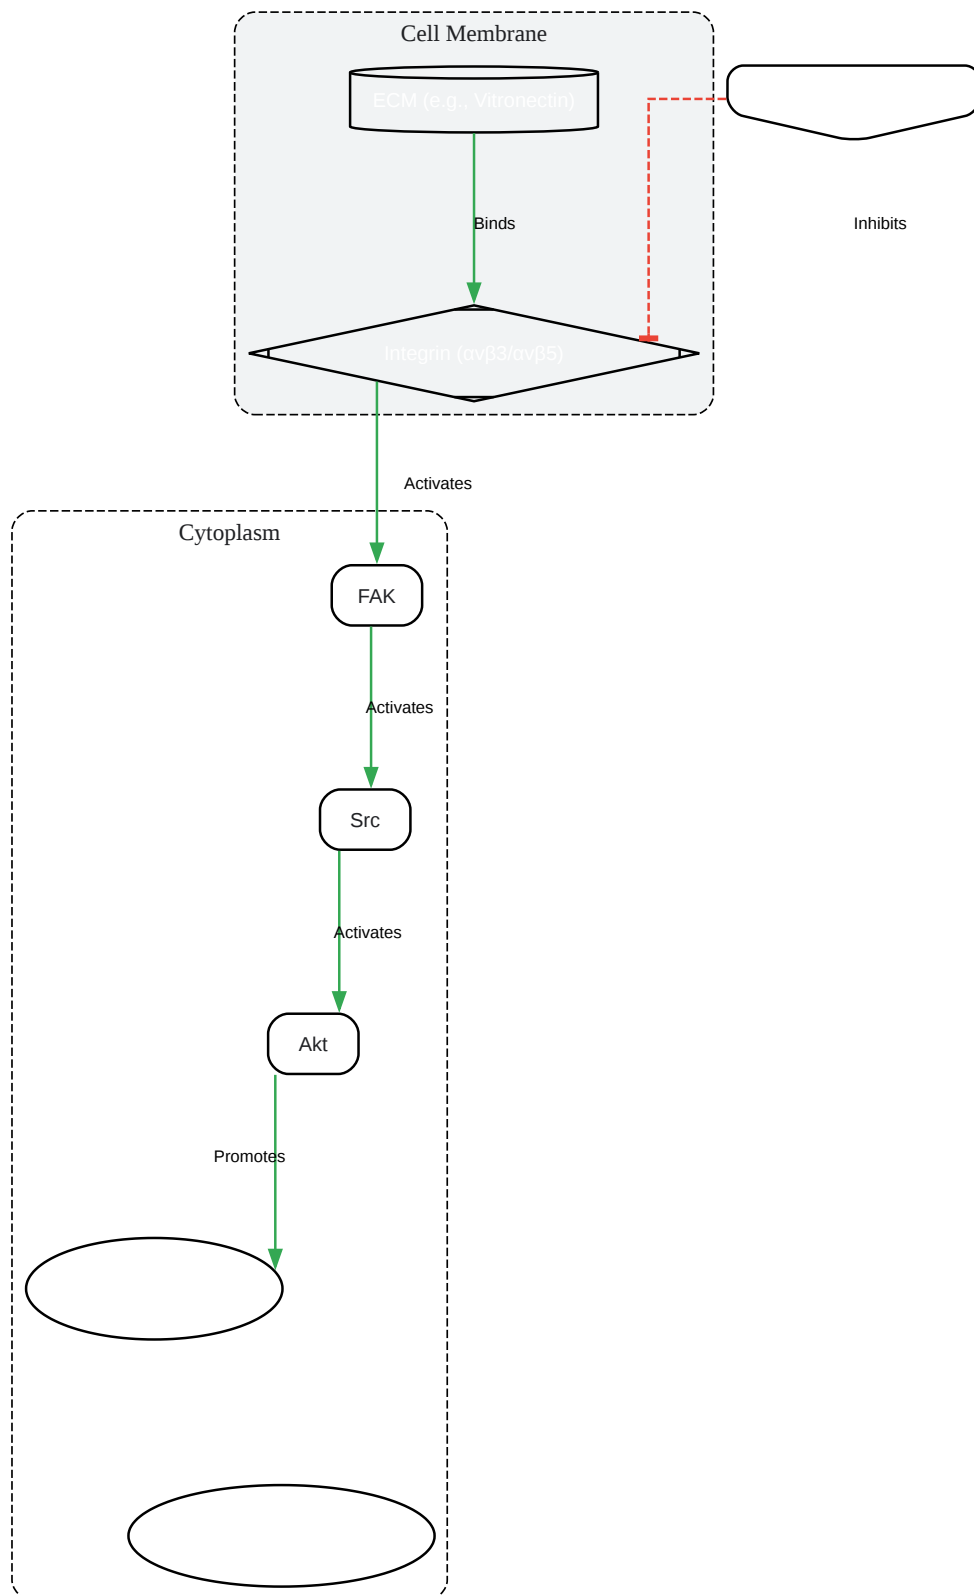 Cell Membrane
ECM (e.g., Vitronectin)
Binds
Inhibits
Integrin (αvβ3/αvβ5)
Activates
Cytoplasm
FAK
Activates
Src
Activates
Akt
Promotes